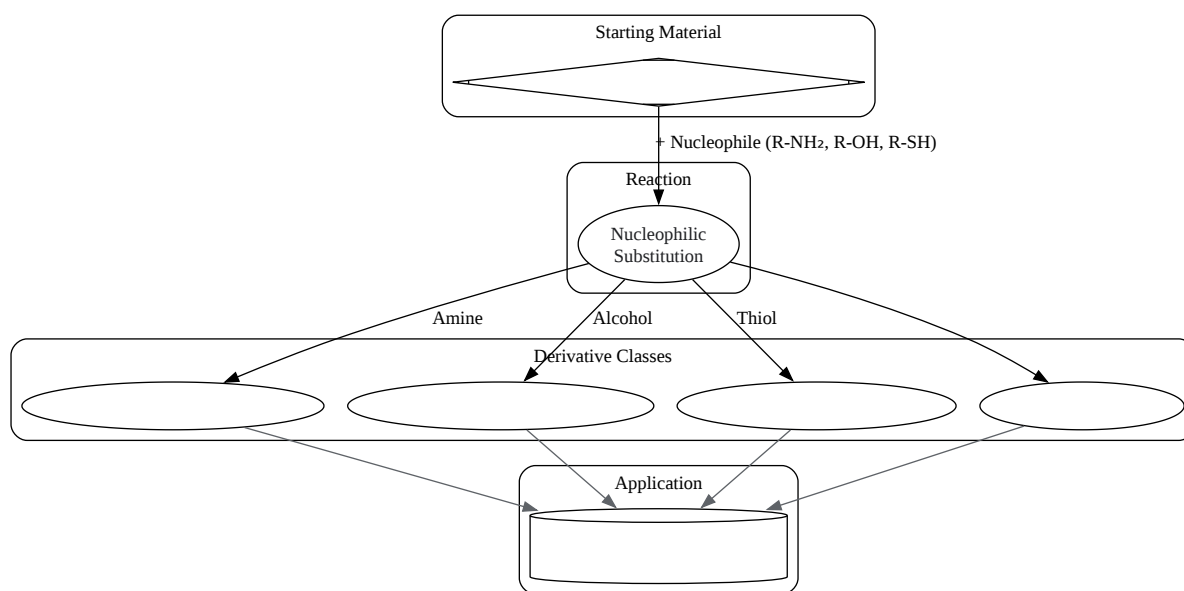 Starting Material
+ Nucleophile (R-NH₂, R-OH, R-SH)
Reaction
Nucleophilic
Substitution
Amine
Alcohol
Thiol
Derivative Classes
Application